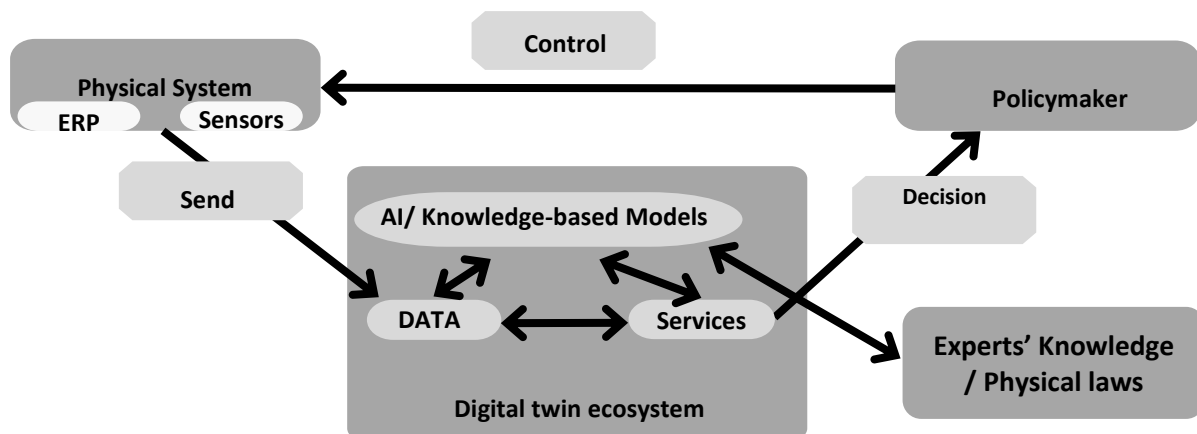 Control
Physical System
ERP
Sensors
Policymaker
Send
Decision
AI/ Knowledge-based Models
DATA
Services
Experts’ Knowledge
/ Physical laws
Digital twin ecosystem